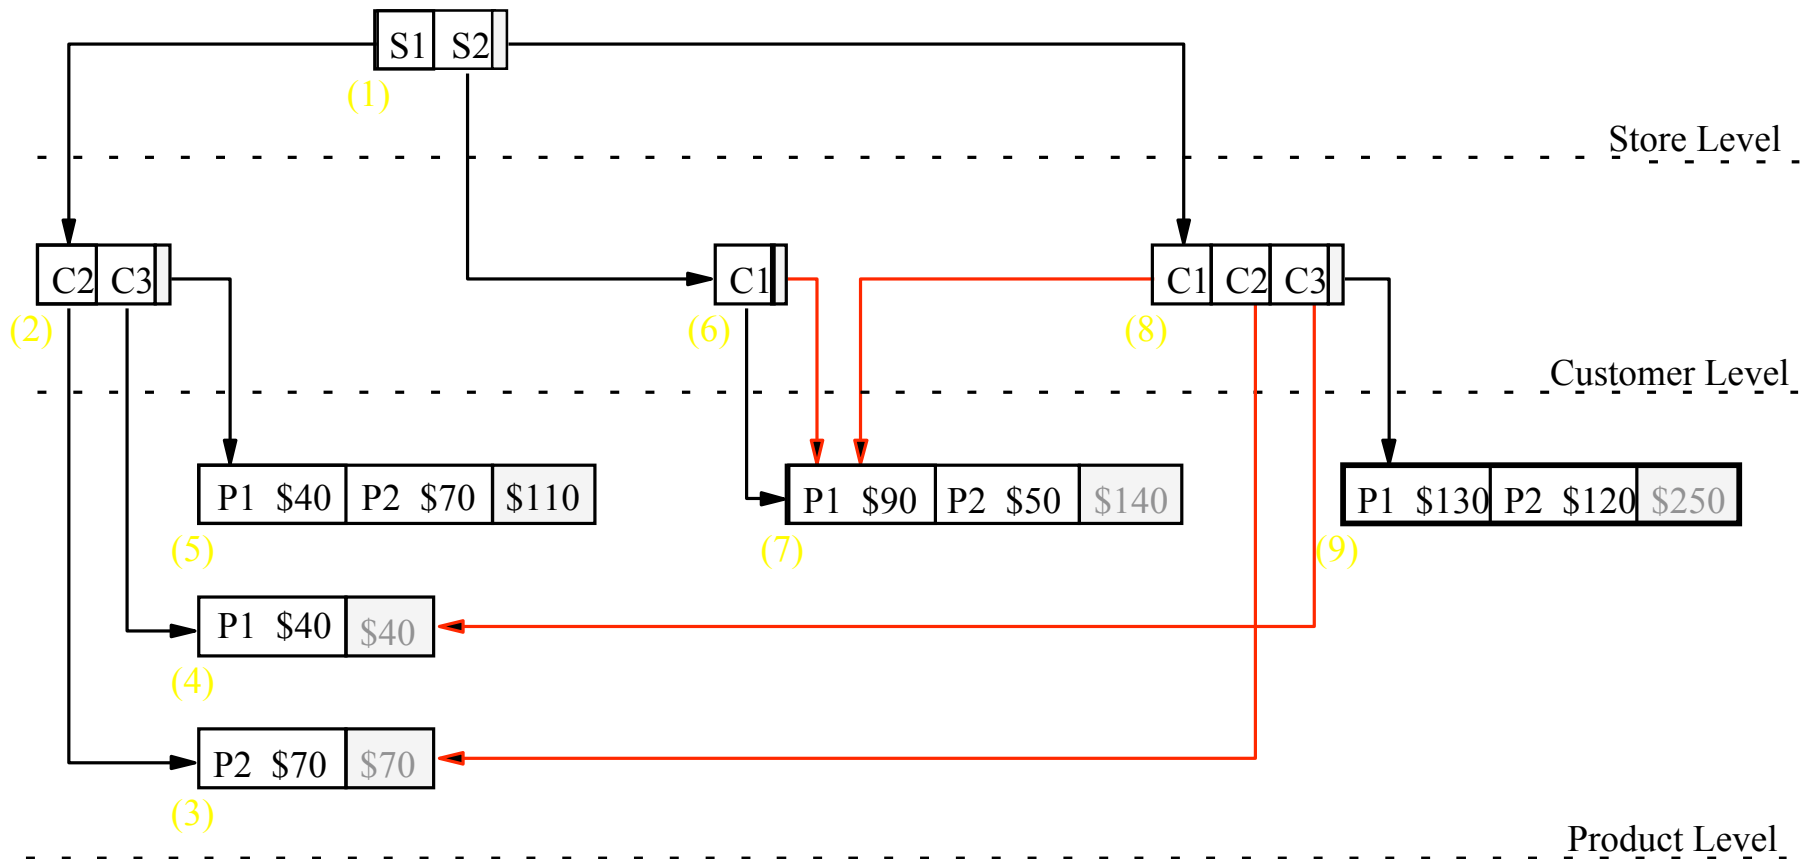 S1 S2
(1)
Store Level
C2 C3
C1
C1 C2 C3
(2)
(6)
(8)
Customer Level
P1 $40 P2 $70 $110
P1 $90 P2 $50 $140
P1 $130 P2 $120 $250
(5)
(7)
(9)
P1 $40 $40
(4)
P2 $70 $70
(3)
Product Level